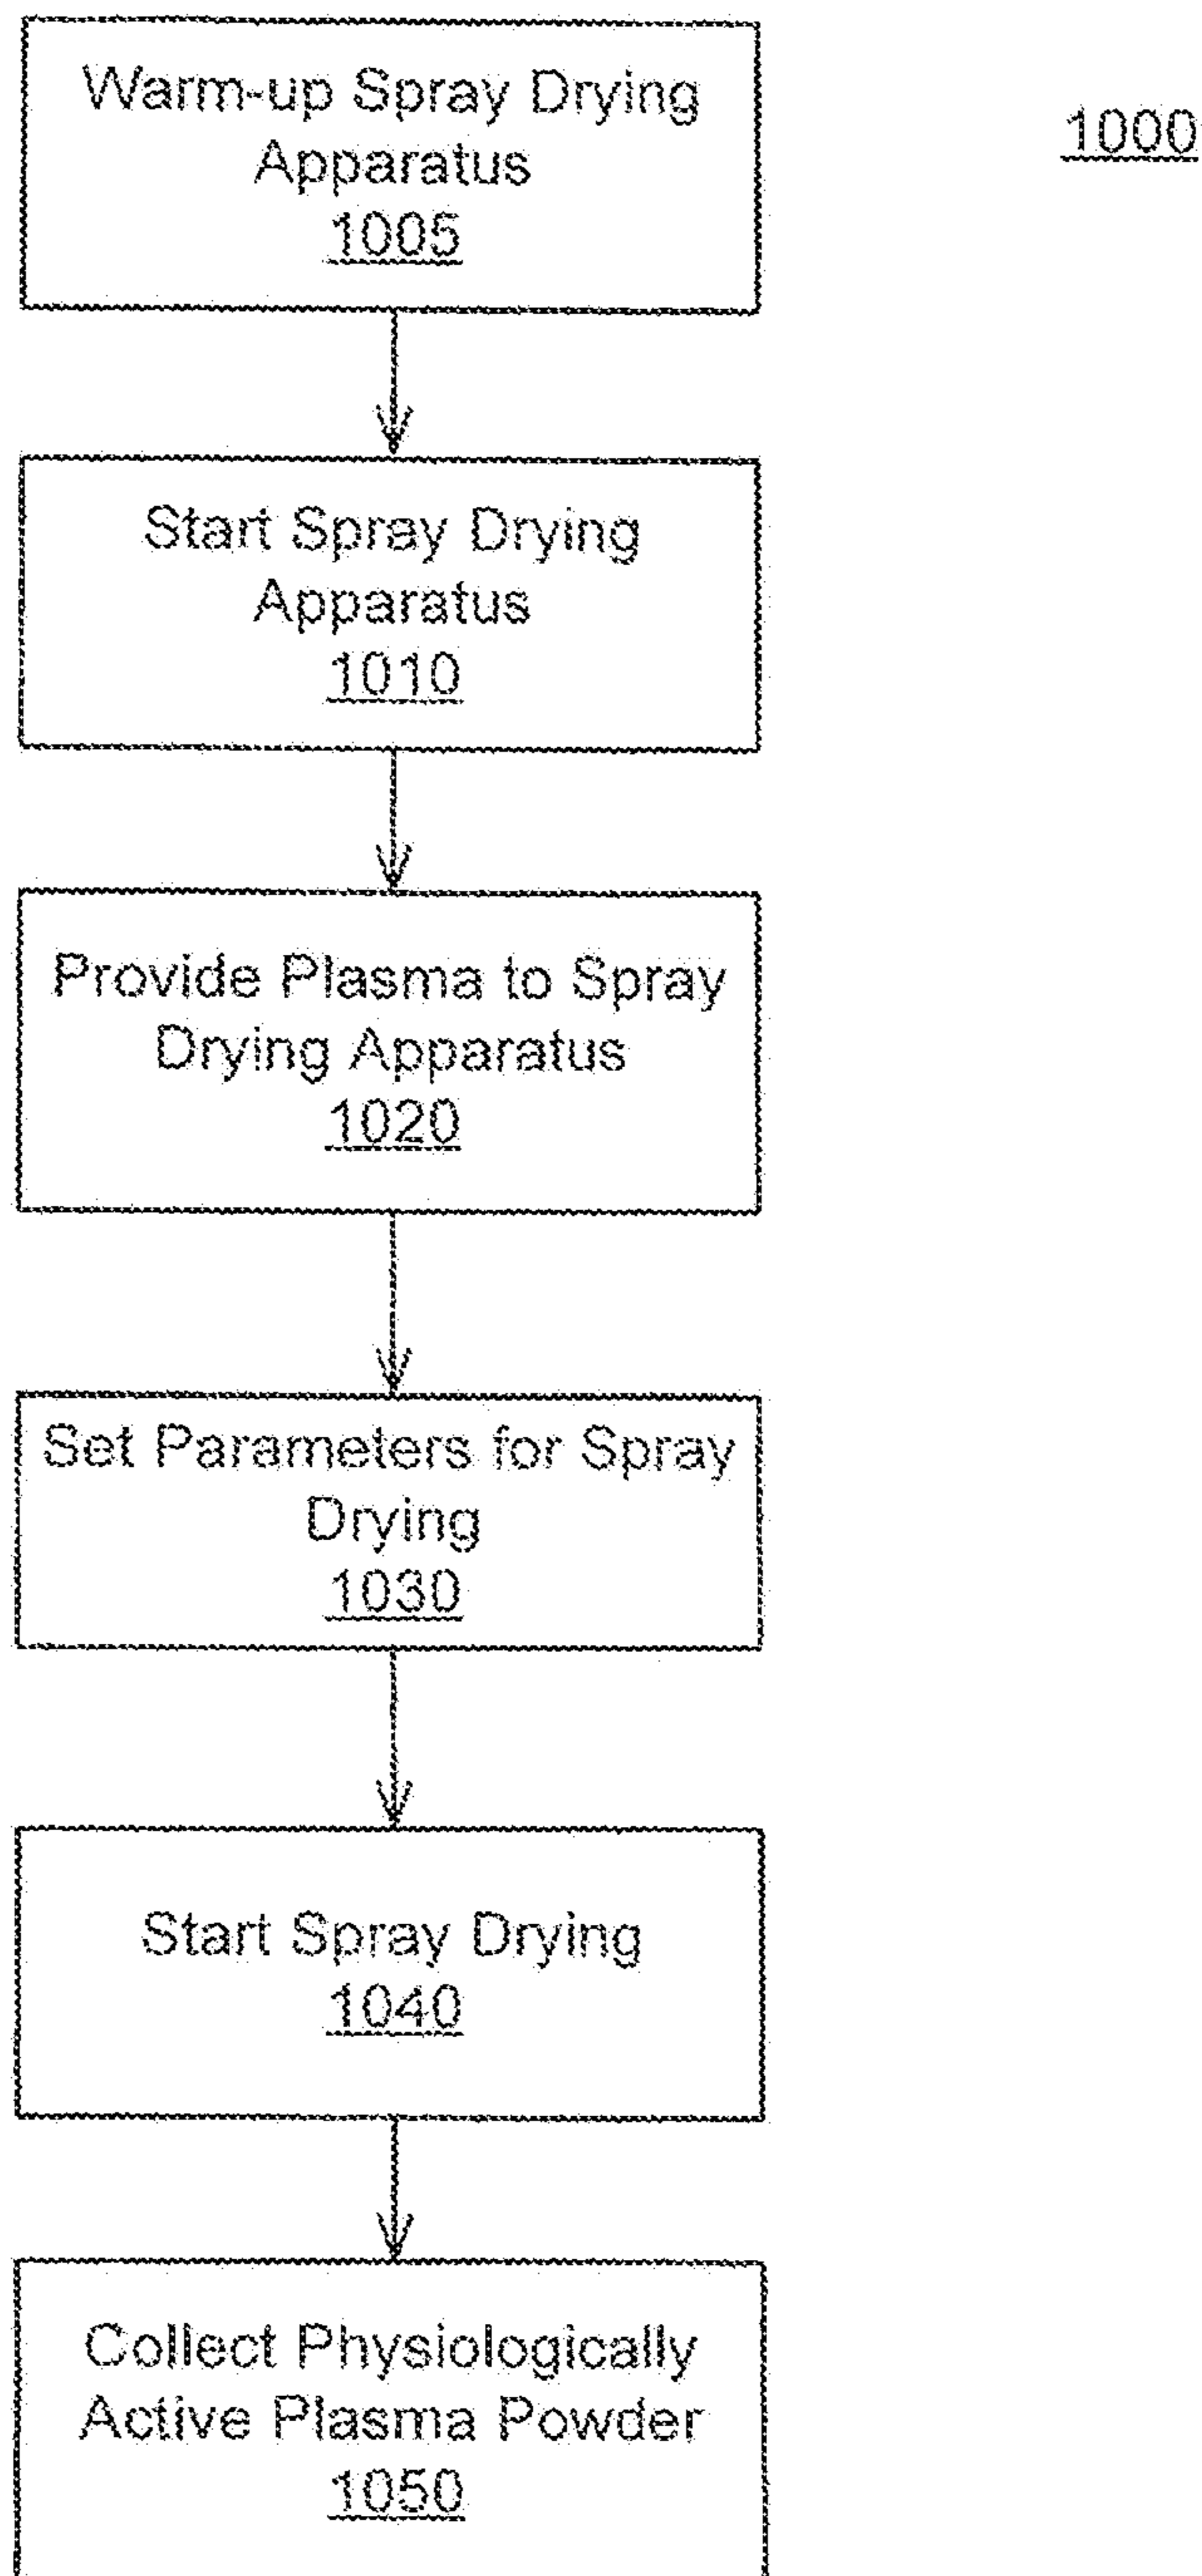 Warm-up Spray Drying
Apparatus
1005
1000
Start Spray Drying
Apparatus
1010
Provide Plasma to Spray
Drying Apparatus
1020
Set Parameters for Spray
Drying
1030
Start Spray Drying
1040
Collect Physiologically
Active Plasma Powder
1050